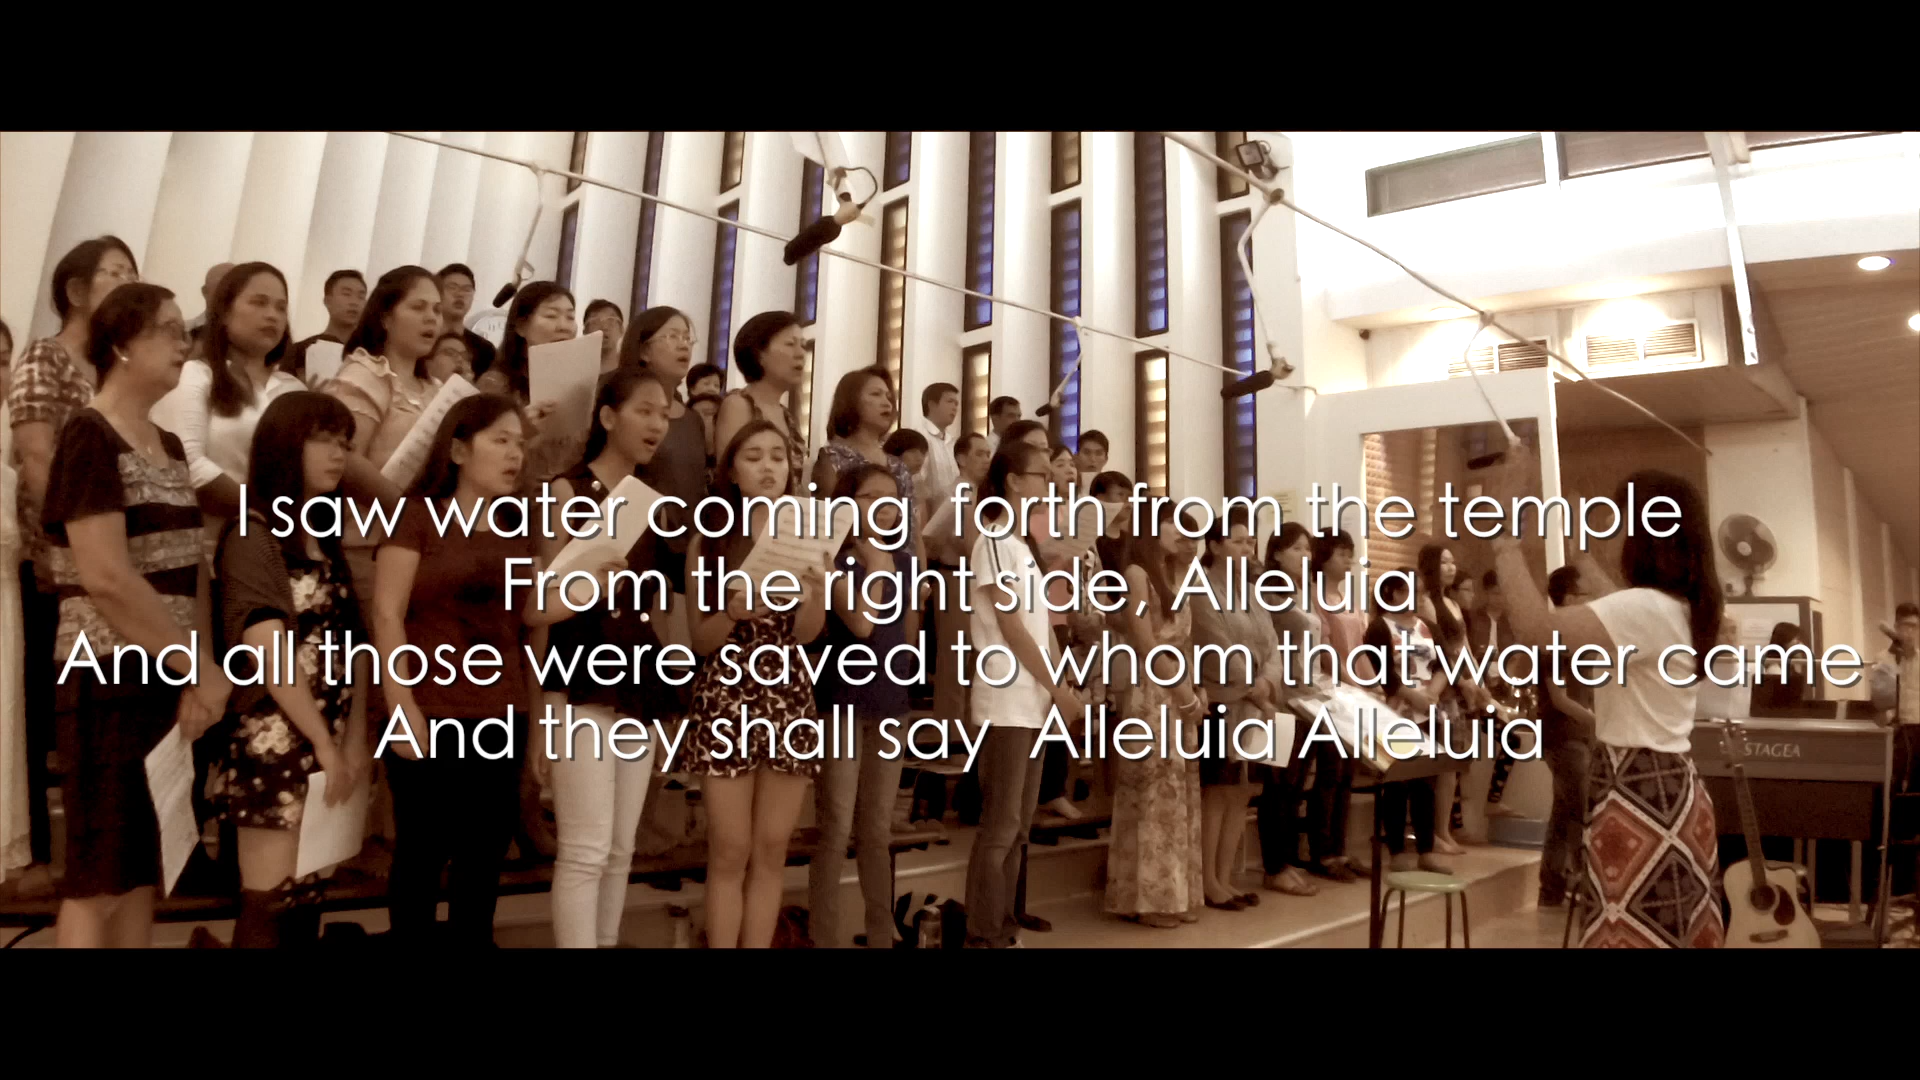 I saw water coming forth from the temple
From the right side, Alleluia
And all those were saved to whom that water came
And they shall say Alleluia Alleluia
STAGEA